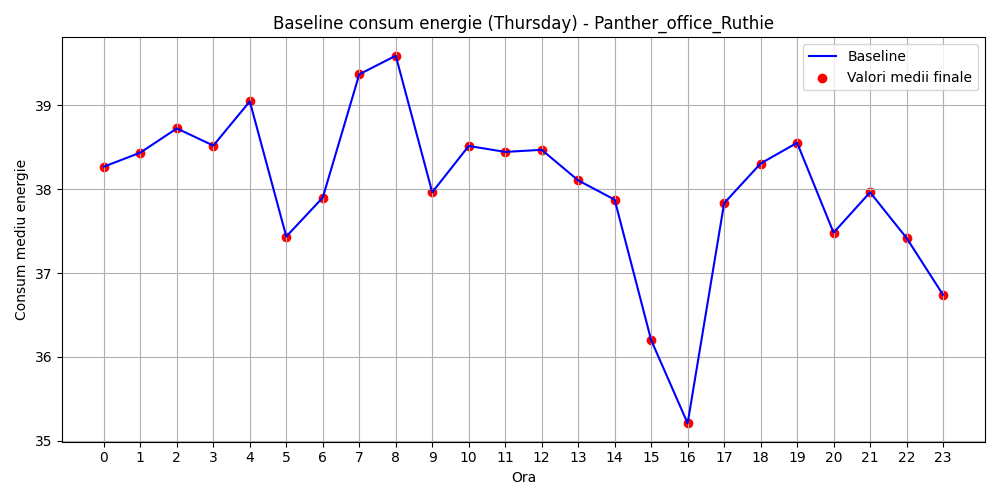 Baseline consum energie (Thursday) - Panther_office_Ruthie
Baseline
Valori medii finale
Consum mediu energie
39
38
37
36
35
0 1 2 3 4 5 6 7 8 9 10 11 12 13 14 15 16 17 18 19 20 21 22 23
Ora